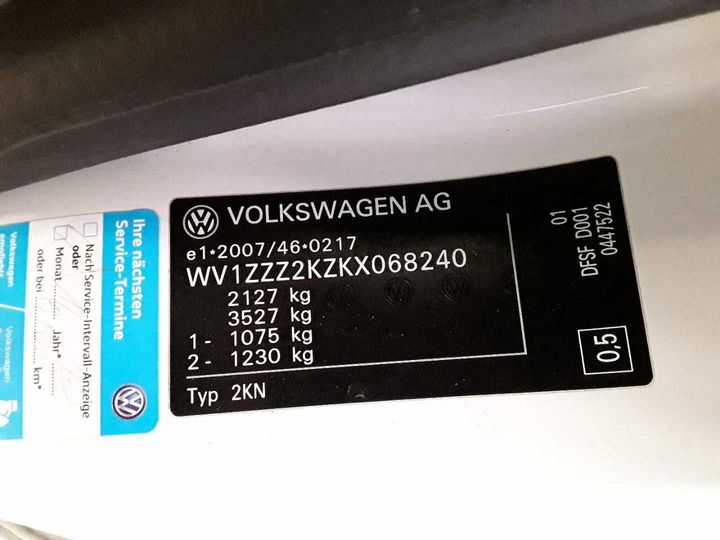 VOLKSWAGEN AG
e1*2007/46*0217
WV1ZZZ2KZKX068240
2127 kg
3527 kg
1- 1075 kg
2- 1230 kg
Typ 2KN
01
DFSF D001
0447522
0,5
Ihre nächsten
Service-Termine
Nach Service-Intervall-Anzeige
oder
Monat Jahr*
oder bei km*
Volkswagen
empfiehlt
Volkswagen